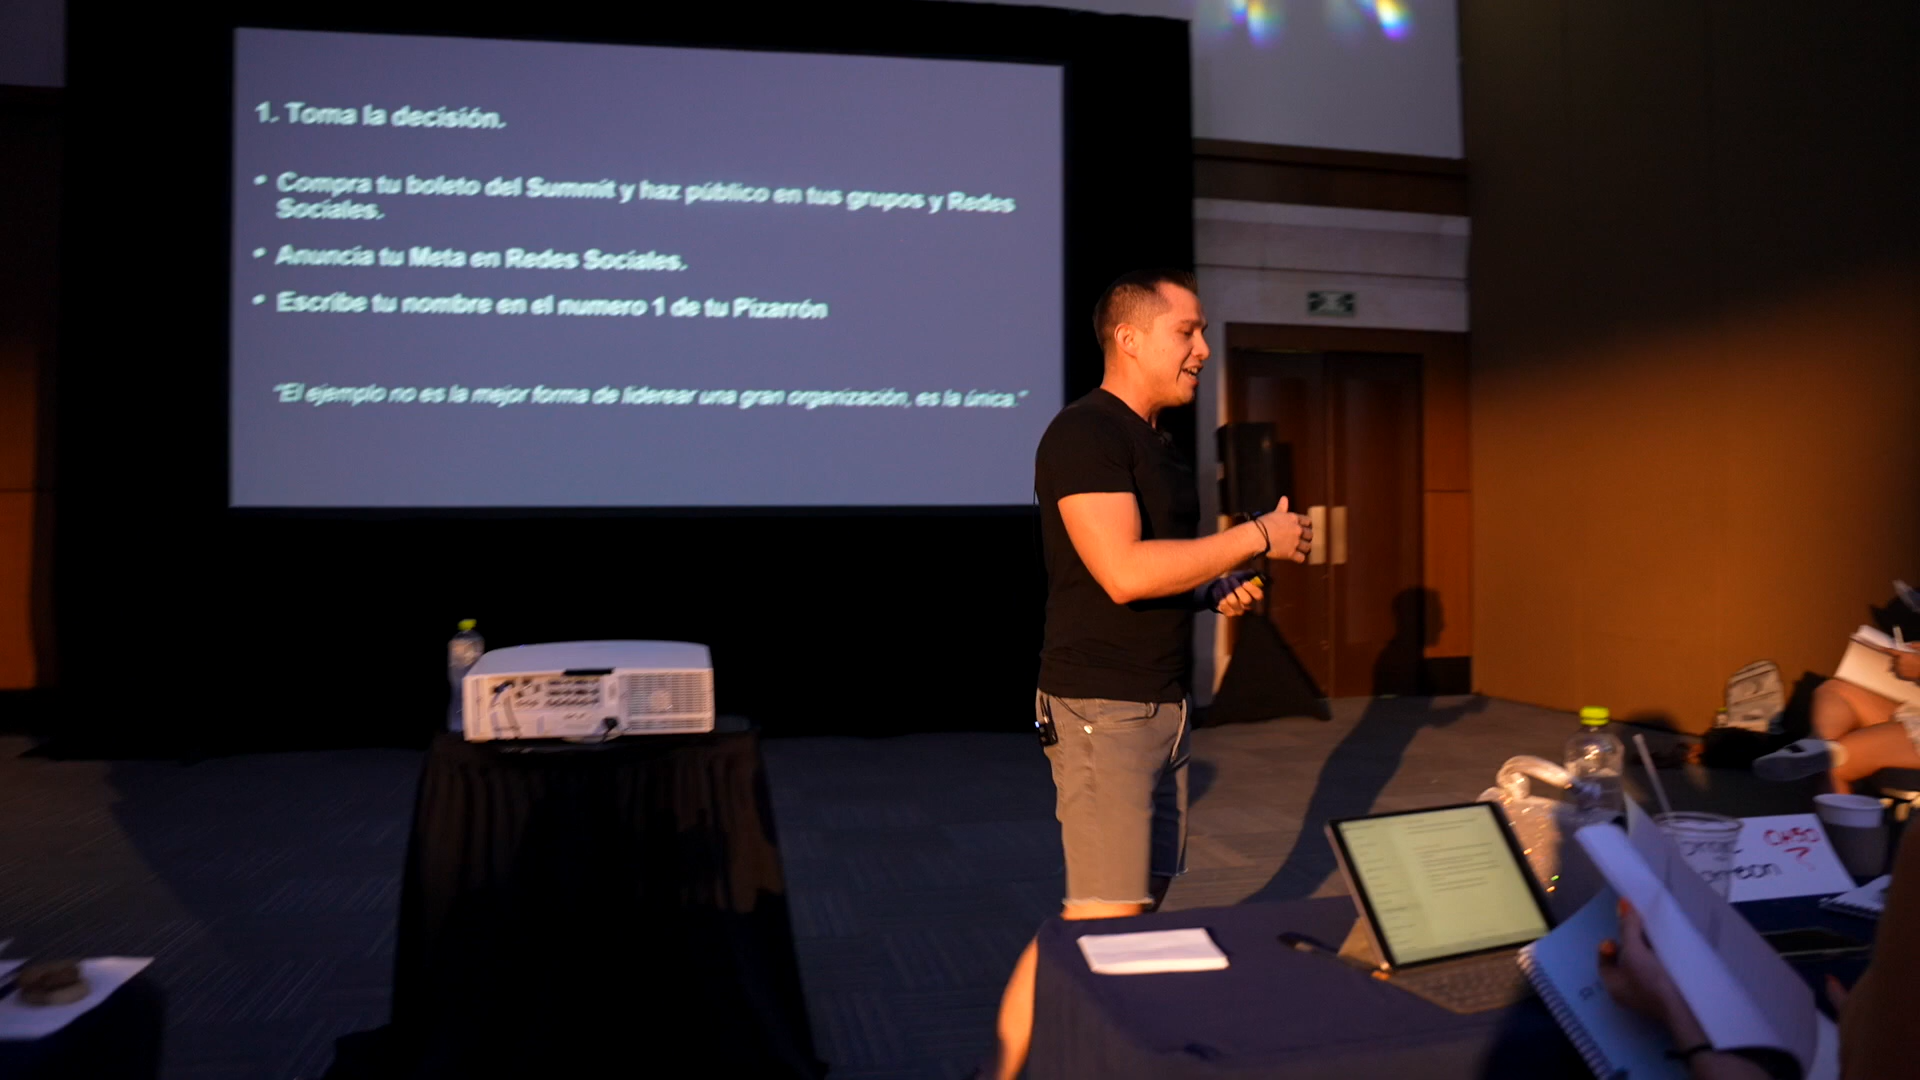 1. Toma la decisión.
• Compra tu boleto del Summit y haz público en tus grupos y Redes
Sociales.
• Anuncia tu Meta en Redes Sociales.
• Escribe tu nombre en el numero 1 de tu Pizarrón
"El ejemplo no es la mejor forma de liderear una gran organización, es la única."